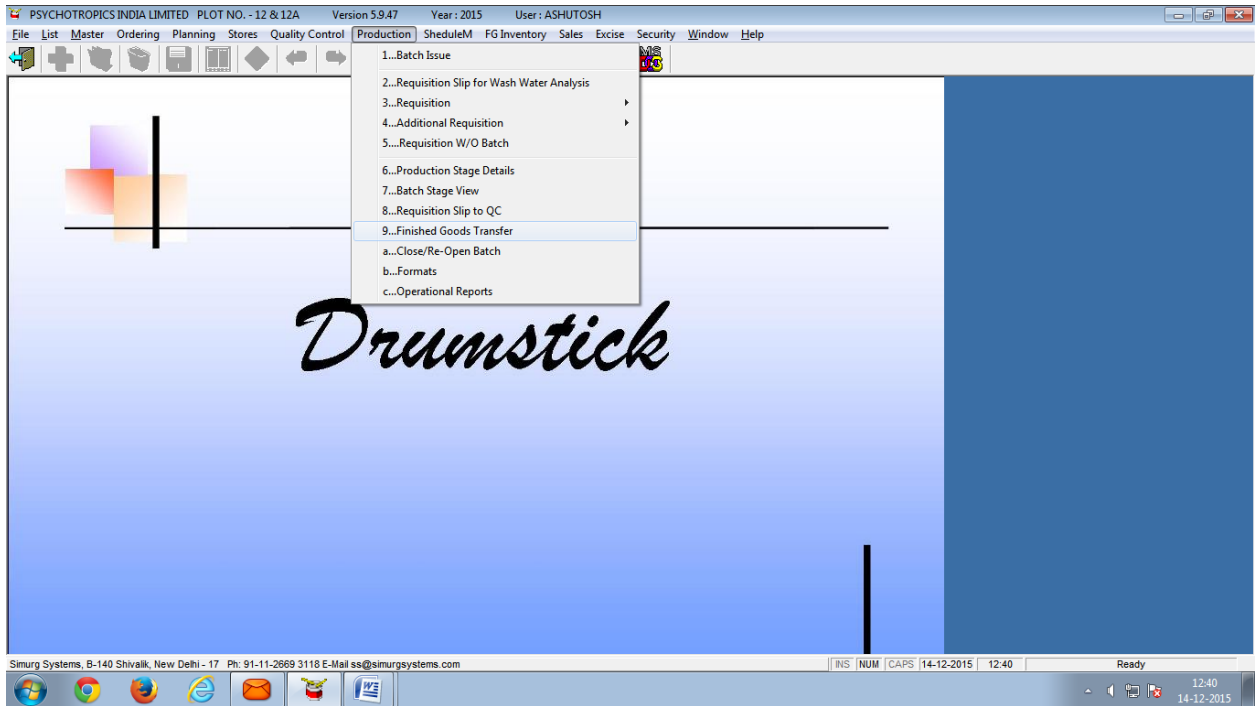 PSYCHOTROPICS INDIA LIMITED PLOT NO. - 12 & 12A Version 5.9.47 Year : 2015 User : ASHUTOSH
File List Master Ordering Planning Stores Quality Control Production SheduleM FG Inventory Sales Excise Security Window Help
1...Batch Issue
2...Requisition Slip for Wash Water Analysis
3...Requisition
4...Additional Requisition
5....Requisition W/O Batch
6...Production Stage Details
7...Batch Stage View
8...Requisition Slip to QC
9...Finished Goods Transfer
a...Close/Re-Open Batch
b...Formats
c...Operational Reports
Drumstick
Simurg Systems, B-140 Shivalik, New Delhi - 17 Ph: 91-11-2669 3118 E-Mail ss@simurgsystems.com INS NUM CAPS 14-12-2015 12:40 Ready
12:40
14-12-2015